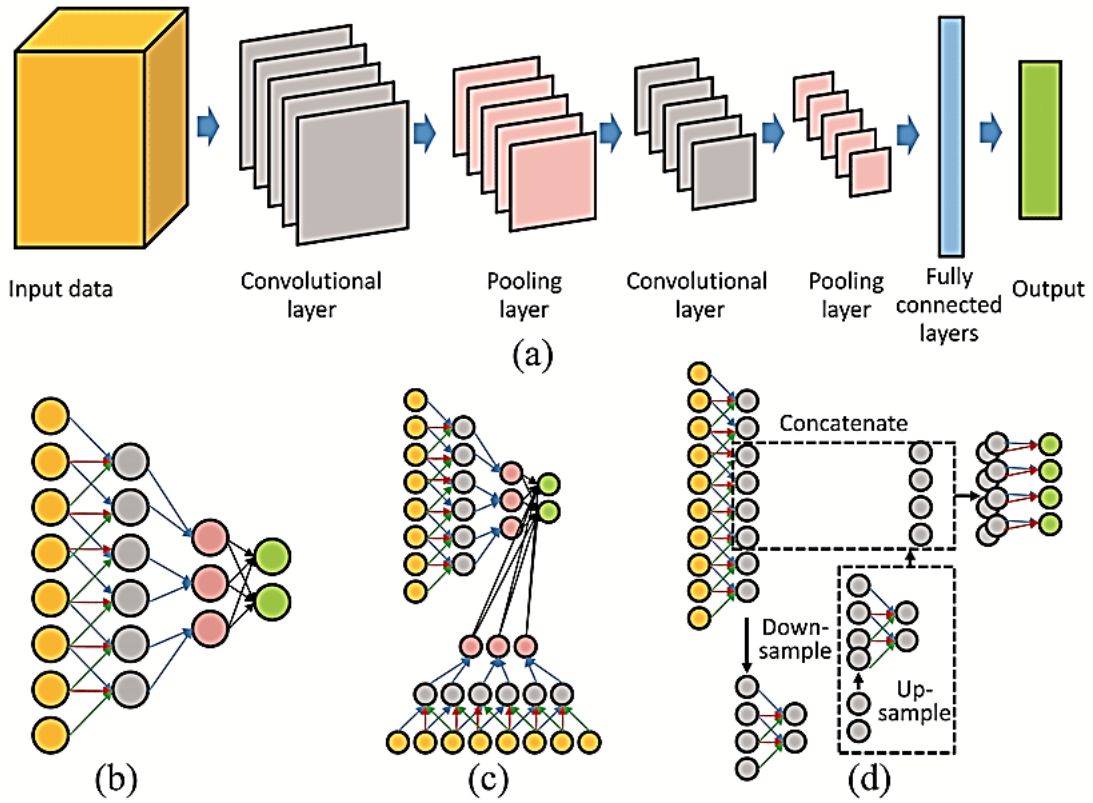 Input data
Convolutional
layer
Pooling
layer
Convolutional
layer
Pooling
layer
Fully
connected
layers
Output
(a)
Concatenate
Down-
sample
Up-
sample
(b)
(c)
(d)